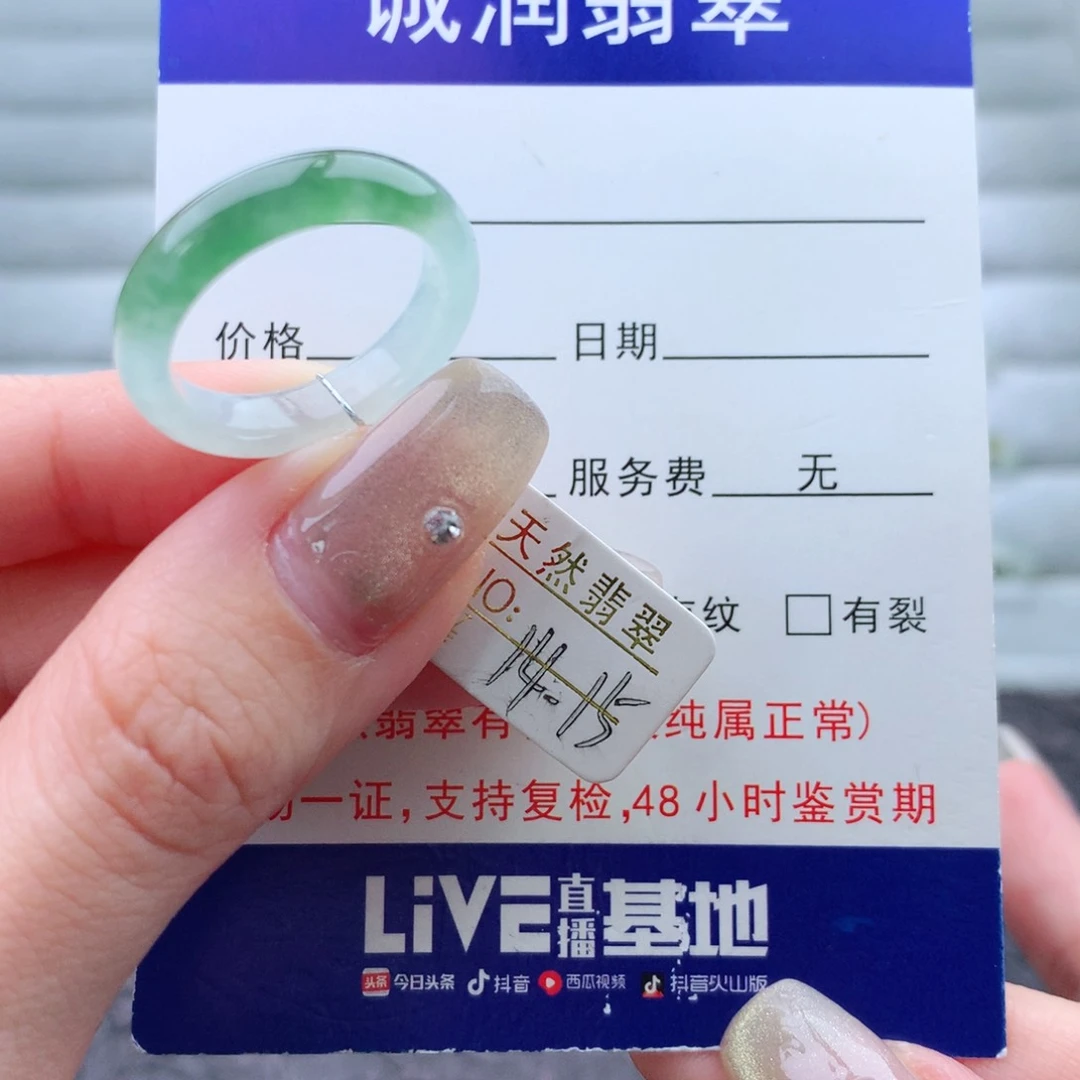 诚润翡翠
价格 日期
服务费 无
纹 □有裂
天然翡翠
NO:
14-15
翡翠有 纯属正常)
一证,支持复检,48小时鉴赏期
LiVE直播基地
头条 今日头条 抖音 西瓜视频 抖音火山版